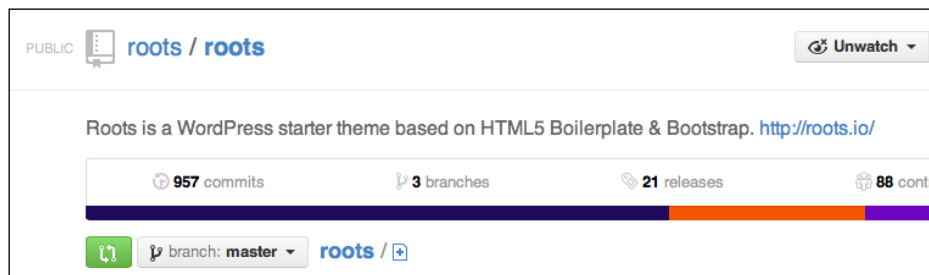 PUBLIC roots / roots Unwatch
Roots is a WordPress starter theme based on HTML5 Boilerplate & Bootstrap. http://roots.io/
957 commits 3 branches 21 releases 88 cont
branch: master roots /